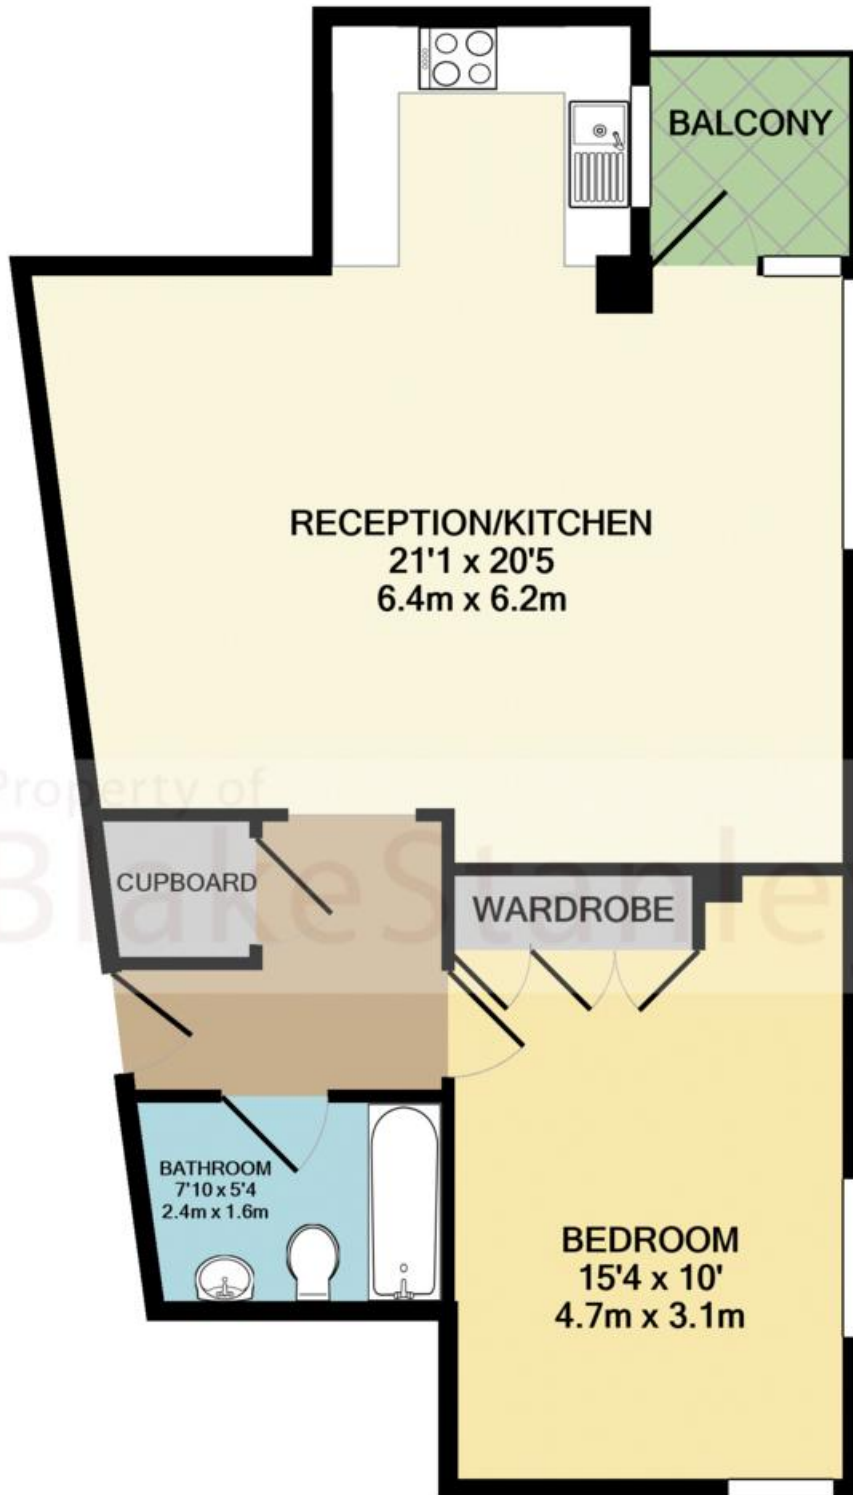 BALCONY
RECEPTION/KITCHEN
21'1 x 20'5
6.4m x 6.2m
Property of
BlakeStanley
CUPBOARD
WARDROBE
BATHROOM
7'10 x 5'4
2.4m x 1.6m
BEDROOM
15'4 x 10'
4.7m x 3.1m